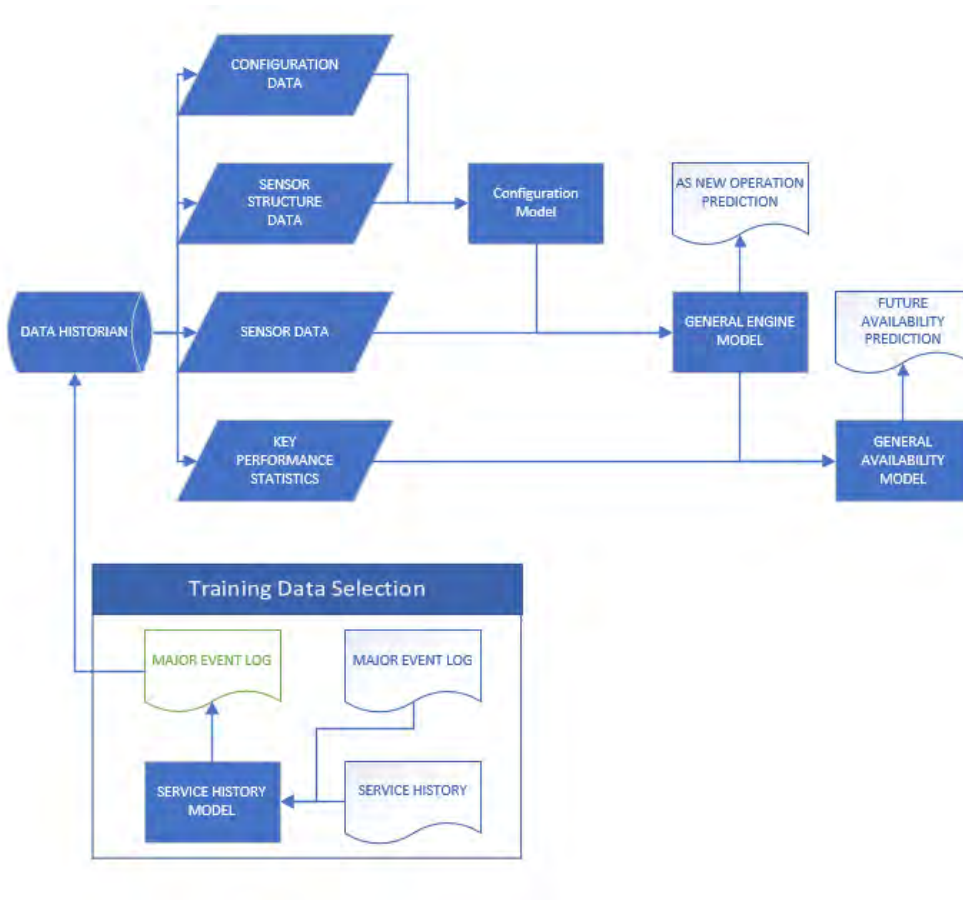 CONFIGURATION
DATA
SENSOR
STRUCTURE
DATA
Configuration
Model
AS NEW OPERATION
PREDICTION
DATA HISTORIAN
SENSOR DATA
GENERAL ENGINE
MODEL
FUTURE
AVAILABILITY
PREDICTION
KEY
PERFORMANCE
STATISTICS
GENERAL
AVAILABILITY
MODEL
Training Data Selection
MAJOR EVENT LOG
MAJOR EVENT LOG
SERVICE HISTORY
MODEL
SERVICE HISTORY